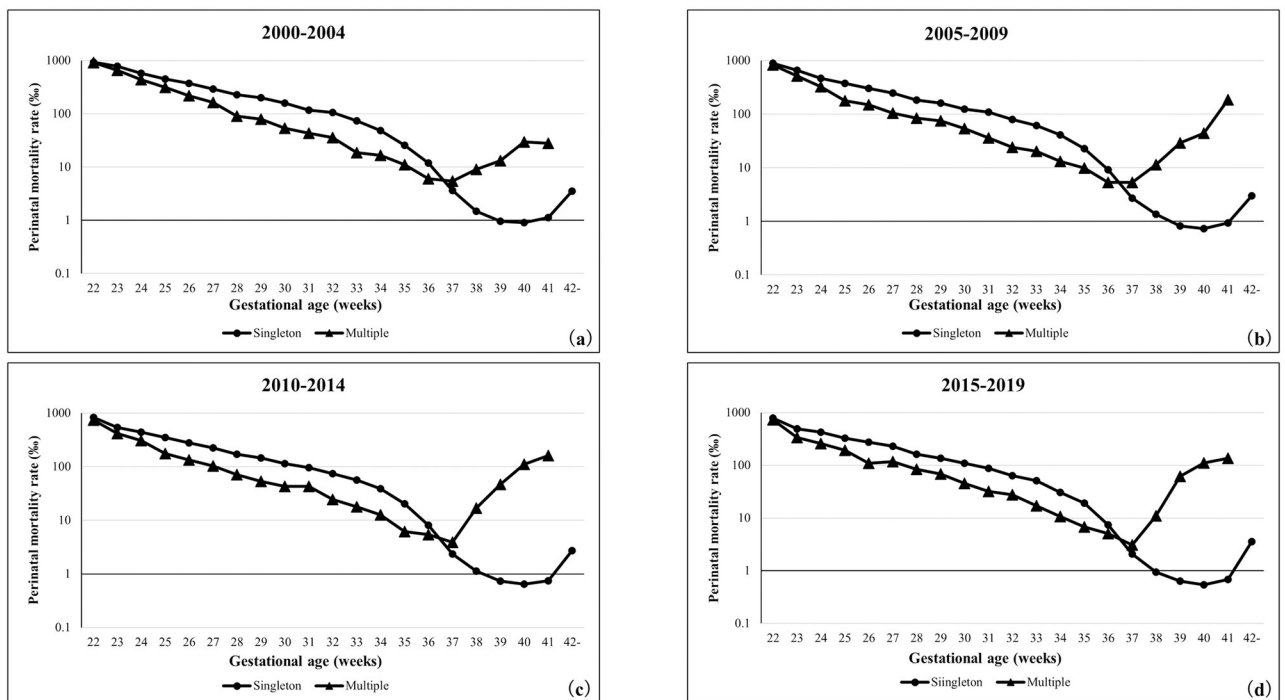 2000-2004
Perinatal mortality rate (‰)
1000
100
10
1
0.1
22 23 24 25 26 27 28 29 30 31 32 33 34 35 36 37 38 39 40 41 42-
Gestational age (weeks)
Singleton Multiple
(a)
2005-2009
Perinatal mortality rate (‰)
1000
100
10
1
0.1
22 23 24 25 26 27 28 29 30 31 32 33 34 35 36 37 38 39 40 41 42-
Gestational age (weeks)
Singleton Multiple
(b)
2010-2014
Perinatal mortality rate (‰)
1000
100
10
1
0.1
22 23 24 25 26 27 28 29 30 31 32 33 34 35 36 37 38 39 40 41 42-
Gestational age (weeks)
Singleton Multiple
(c)
2015-2019
Perinatal mortality rate (‰)
1000
100
10
1
0.1
22 23 24 25 26 27 28 29 30 31 32 33 34 35 36 37 38 39 40 41 42-
Gestational age (weeks)
Siingleton Multiple
(d)